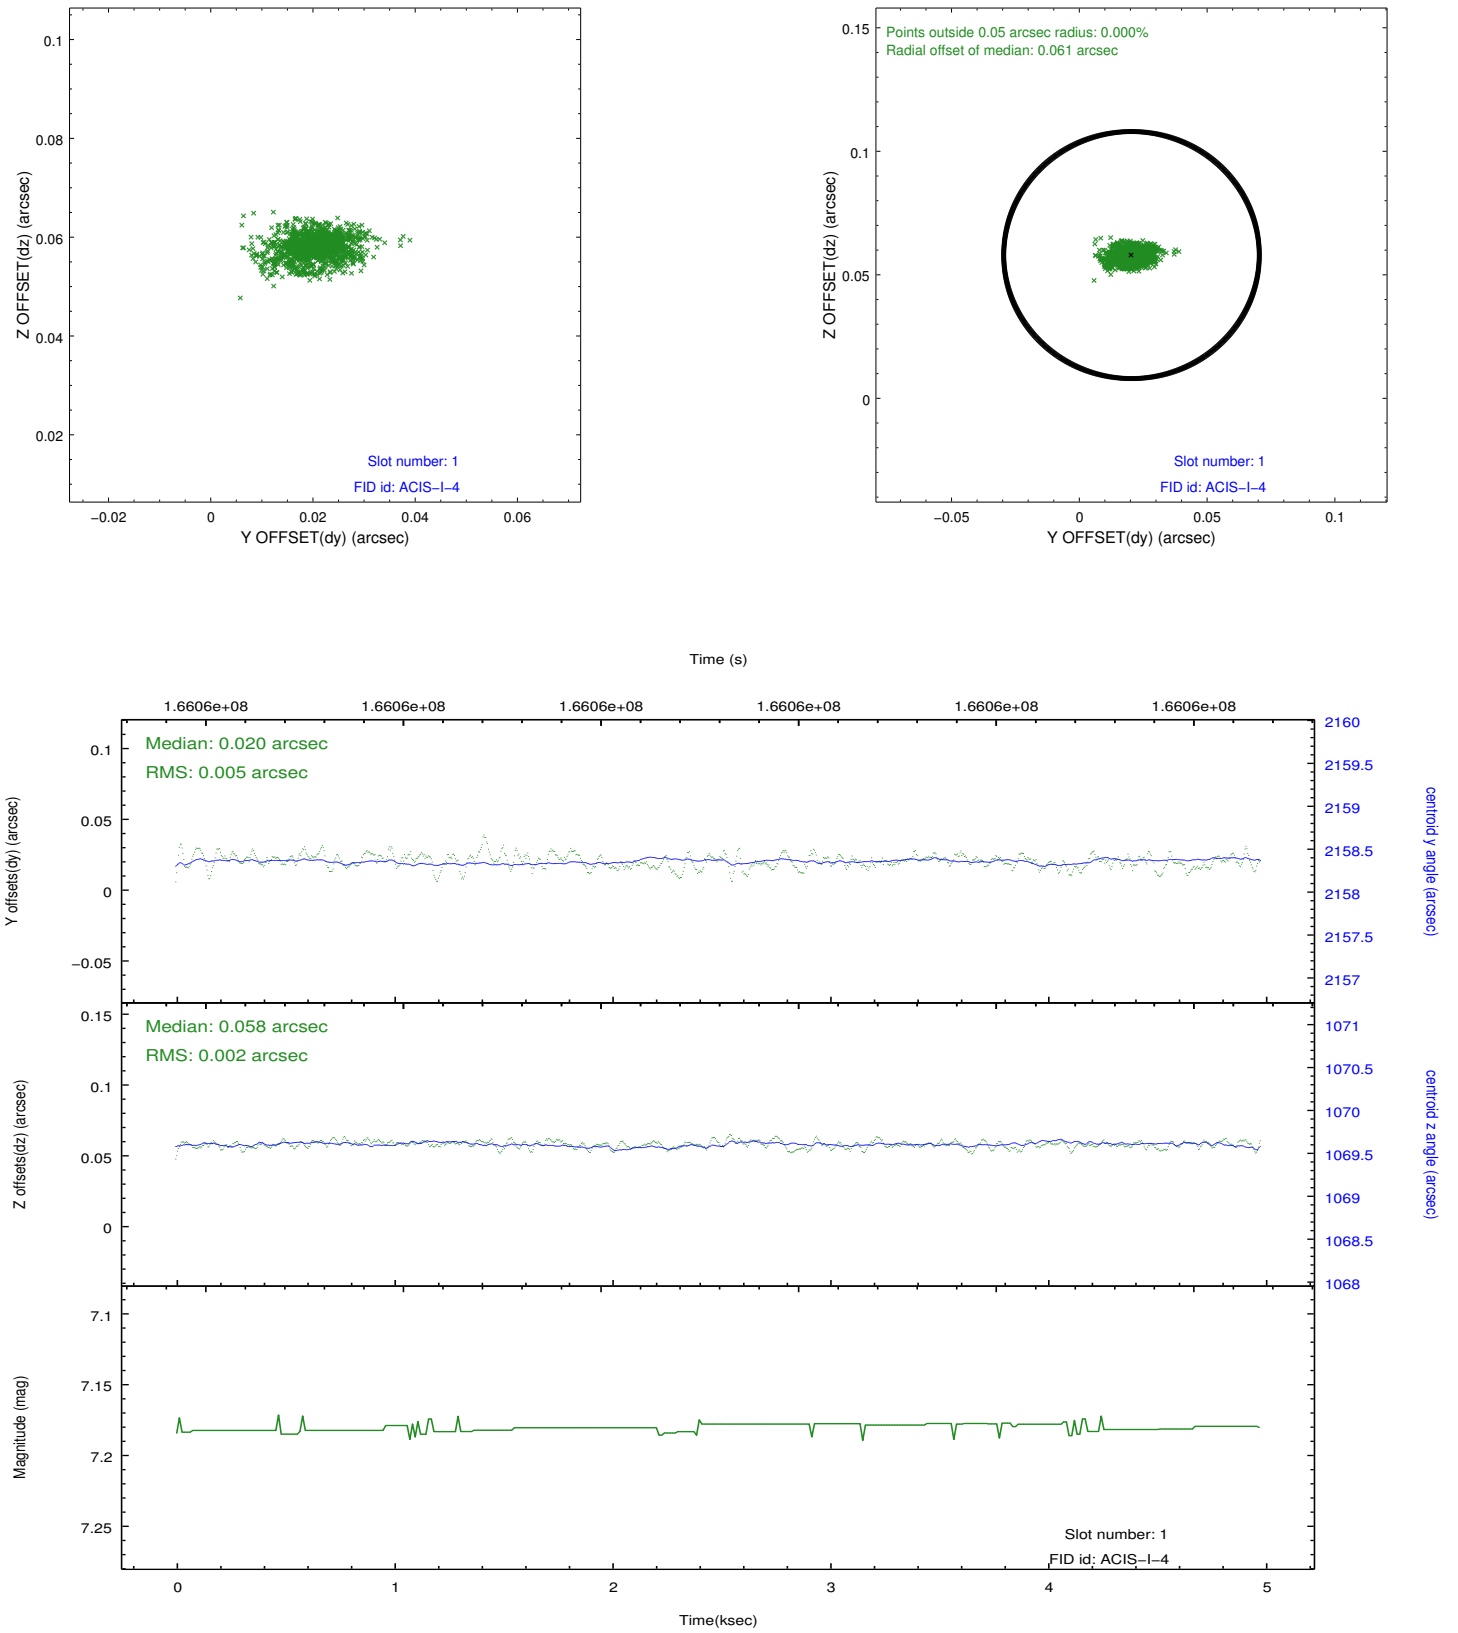 0.1
0.08
0.06
0.04
0.02
Z OFFSET(dz) (arcsec)
Slot number: 1
FID id: ACIS−I−4
−0.02 0 0.02 0.04 0.06
Y OFFSET(dy) (arcsec)
Points outside 0.05 arcsec radius: 0.000%
Radial offset of median: 0.061 arcsec
0.15
0.1
0.05
0
Z OFFSET(dz) (arcsec)
Slot number: 1
FID id: ACIS−I−4
−0.05 0 0.05 0.1
Y OFFSET(dy) (arcsec)
Time (s)
1.6606e+08 1.6606e+08 1.6606e+08 1.6606e+08 1.6606e+08 1.6606e+08
Median: 0.020 arcsec
RMS: 0.005 arcsec
0.1
0.05
0
−0.05
Y offsets(dy) (arcsec)
2160
2159.5
2159
2158.5
2158
2157.5
2157
centroid y angle (arcsec)
Median: 0.058 arcsec
RMS: 0.002 arcsec
0.15
0.1
0.05
0
Z offsets(dz) (arcsec)
1071
1070.5
1070
1069.5
1069
1068.5
1068
centroid z angle (arcsec)
7.1
7.15
7.2
7.25
Magnitude (mag)
Slot number: 1
FID id: ACIS−I−4
0 1 2 3 4 5
Time(ksec)